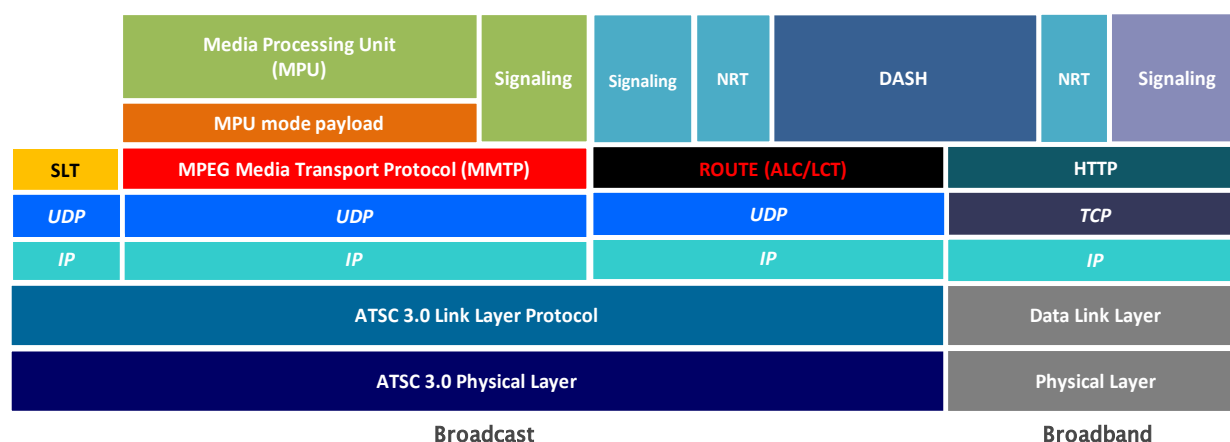 Media Processing Unit
(MPU)
Signaling
Signaling
NRT
DASH
NRT
Signaling
MPU mode payload
SLT
MPEG Media Transport Protocol (MMTP)
ROUTE (ALC/LCT)
HTTP
UDP
UDP
UDP
TCP
IP
IP
IP
IP
ATSC 3.0 Link Layer Protocol
Data Link Layer
ATSC 3.0 Physical Layer
Physical Layer
Broadcast
Broadband